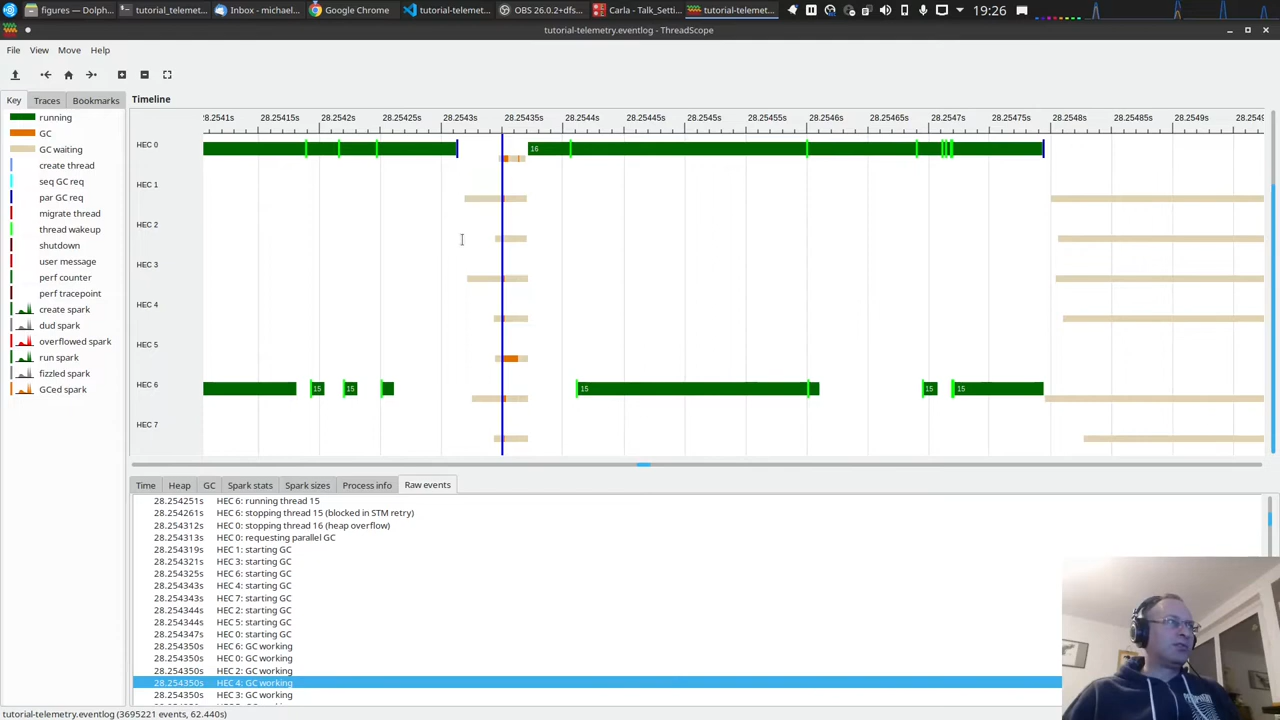 figures — Dolph...
tutorial_telemet...
Inbox - michael...
Google Chrome
tutorial-telemet...
OBS 26.0.2+dfs...
Carla - Talk_Setti...
tutorial-telemet...
19:26
tutorial-telemetry.eventlog - ThreadScope
File View Move Help
Key Traces Bookmarks
running
GC
GC waiting
create thread
seq GC req
par GC req
migrate thread
thread wakeup
shutdown
user message
perf counter
perf tracepoint
create spark
dud spark
overflowed spark
run spark
fizzled spark
GCed spark
Timeline
28.2541s 28.25415s 28.2542s 28.25425s 28.2543s 28.25435s 28.2544s 28.25445s 28.2545s 28.25455s 28.2546s 28.25465s 28.2547s 28.25475s 28.2548s 28.25485s 28.2549s 28.2549
HEC 0
16
HEC 1
HEC 2
HEC 3
HEC 4
HEC 5
HEC 6
15 15 15 15 15
HEC 7
Time Heap GC Spark stats Spark sizes Process info Raw events
28.254251s HEC 6: running thread 15
28.254261s HEC 6: stopping thread 15 (blocked in STM retry)
28.254312s HEC 0: stopping thread 16 (heap overflow)
28.254313s HEC 0: requesting parallel GC
28.254319s HEC 1: starting GC
28.254321s HEC 3: starting GC
28.254325s HEC 6: starting GC
28.254343s HEC 4: starting GC
28.254343s HEC 7: starting GC
28.254344s HEC 2: starting GC
28.254344s HEC 5: starting GC
28.254347s HEC 0: starting GC
28.254350s HEC 6: GC working
28.254350s HEC 0: GC working
28.254350s HEC 2: GC working
28.254350s HEC 4: GC working
28.254350s HEC 3: GC working
tutorial-telemetry.eventlog (3695221 events, 62.440s)